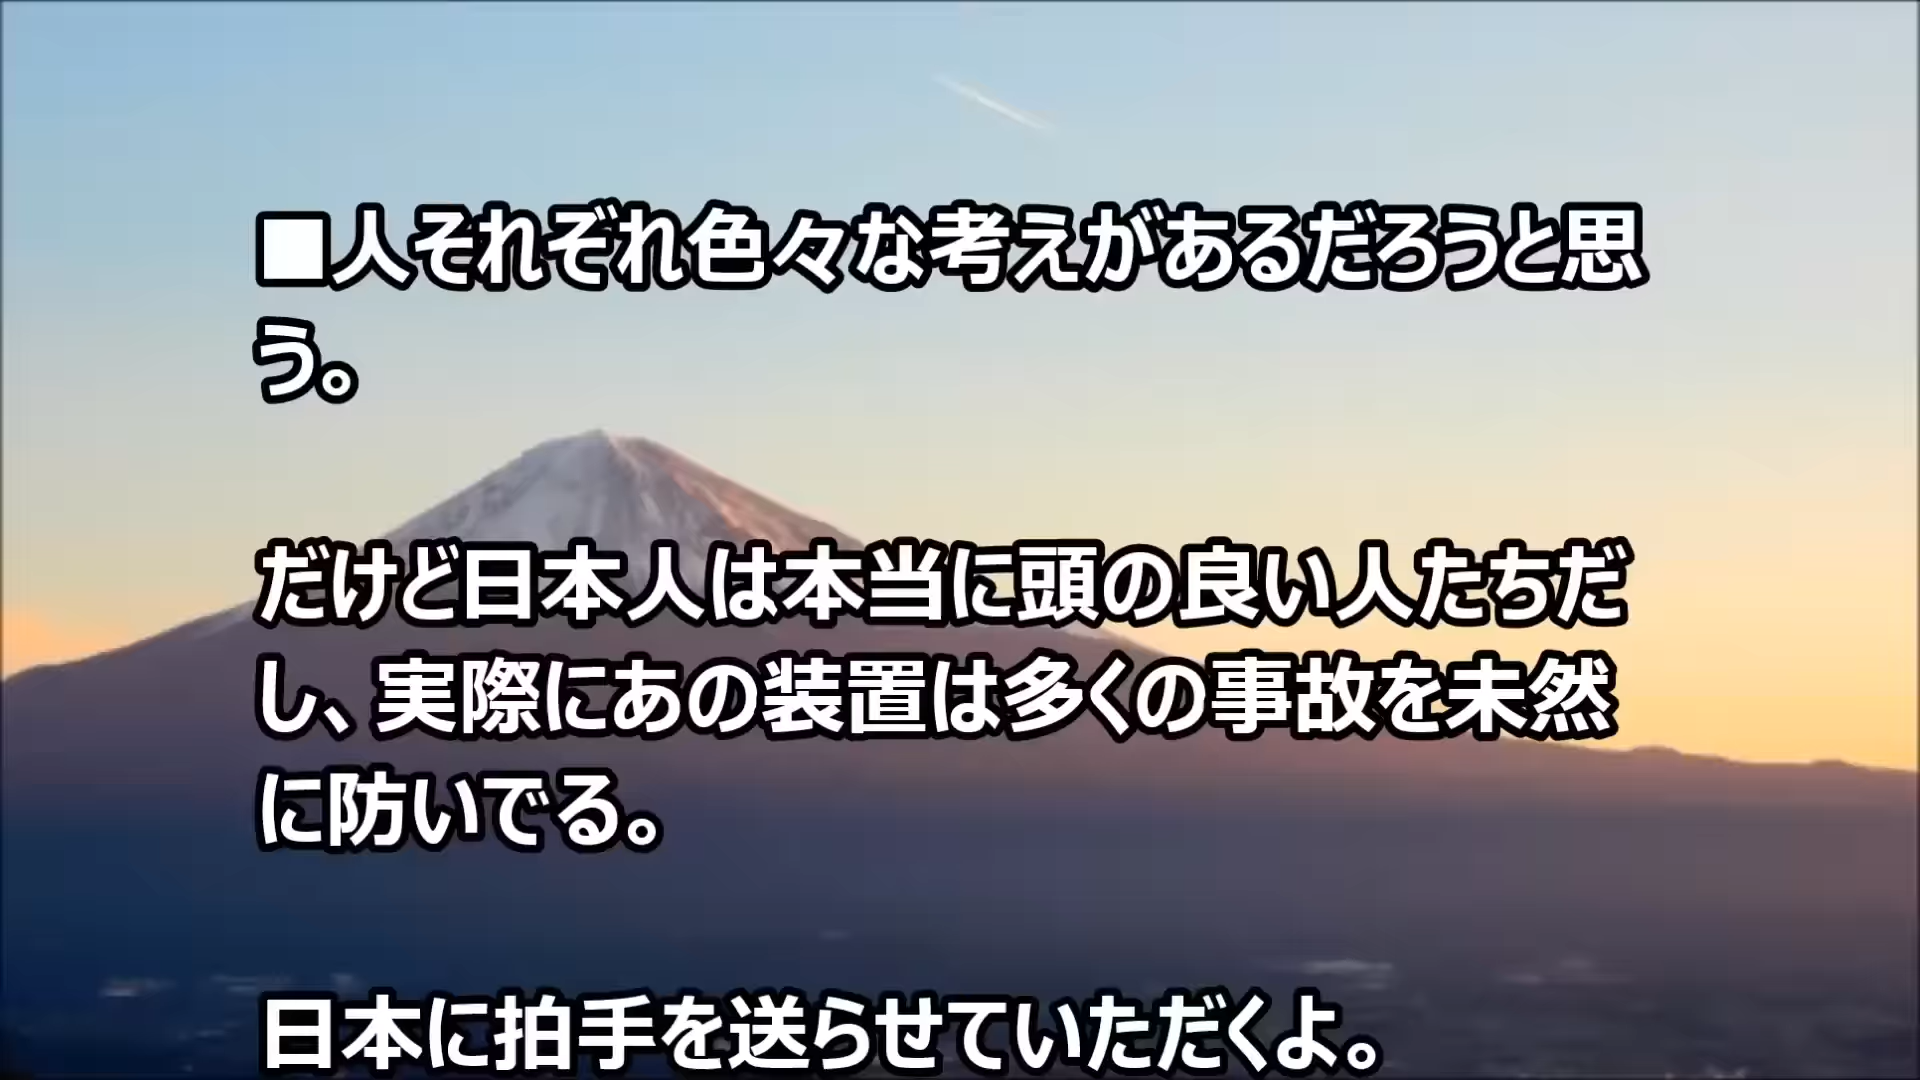 ■人それぞれ色々な考えがあるだろうと思
う。
だけど日本人は本当に頭の良い人たちだ
し、実際にあの装置は多くの事故を未然
に防いでる。
日本に拍手を送らせていただくよ。